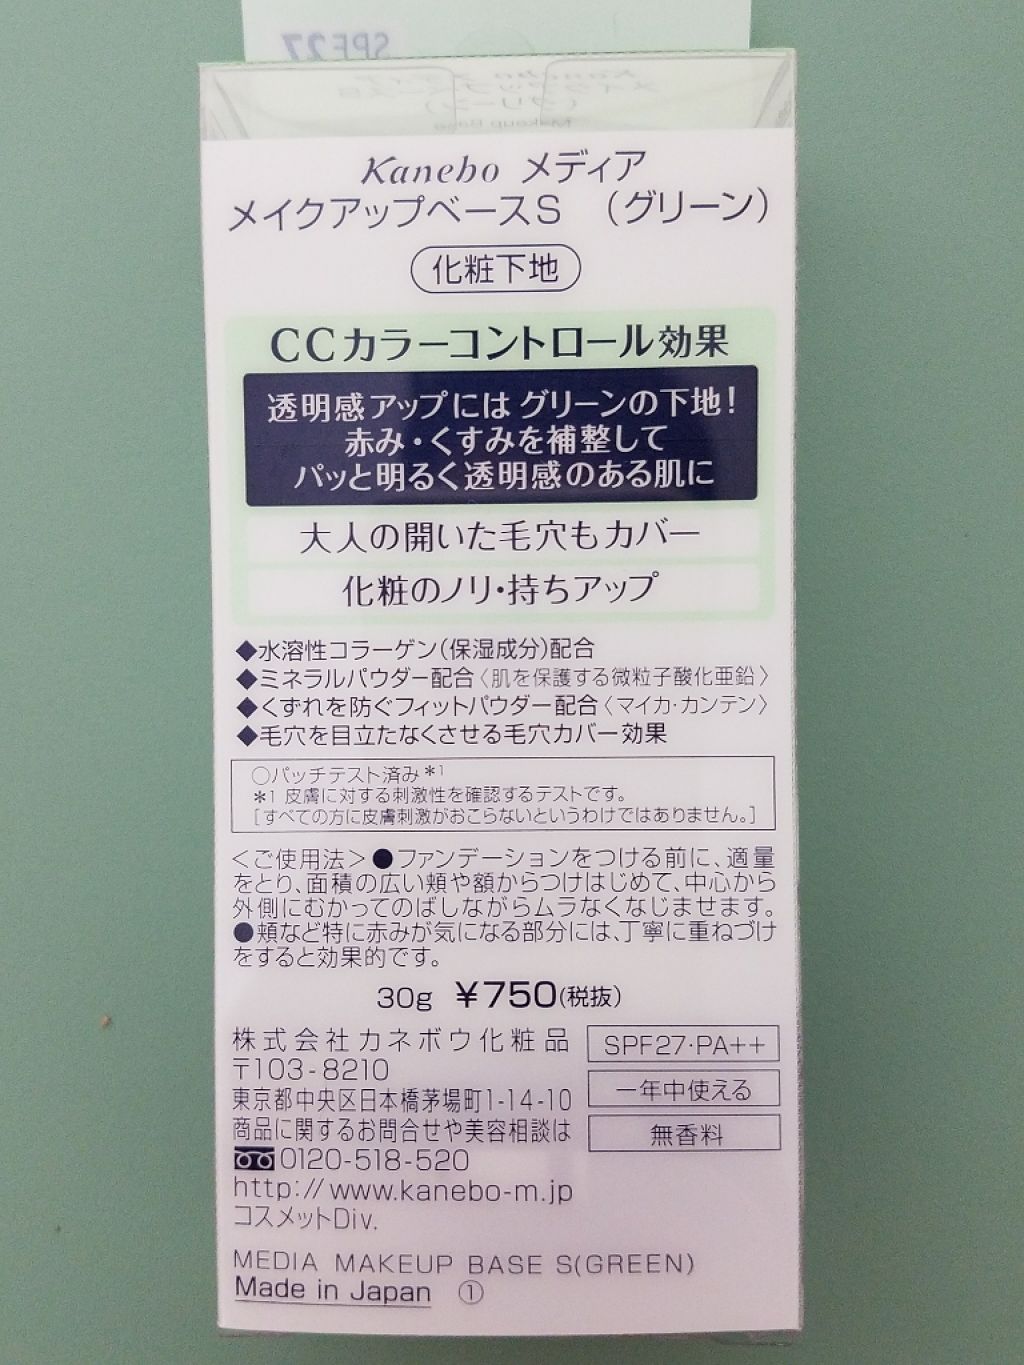 SPF27
Kanebo メディア
メイクアップベースS （グリーン）
化粧下地
CCカラーコントロール効果
透明感アップには グリーンの下地！
赤み・くすみを補整して
パッと明るく透明感のある肌に
大人の開いた毛穴もカバー
化粧のノリ・持ちアップ
◆水溶性コラーゲン（保湿成分）配合
◆ミネラルパウダー配合〈肌を保護する微粒子酸化亜鉛〉
◆くずれを防ぐフィットパウダー配合〈マイカ・カンテン〉
◆毛穴を目立たなくさせる毛穴カバー効果
○パッチテスト済み＊1
＊1 皮膚に対する刺激性を確認するテストです。
［すべての方に皮膚刺激がおこらないというわけではありません。］
＜ご使用法＞●ファンデーションをつける前に、適量
をとり、面積の広い頬や額からつけはじめて、中心から
外側にむかってのばしながらムラなくなじませます。
●頬など特に赤みが気になる部分には、丁寧に重ねづけ
をすると効果的です。
30g ￥750（税抜）
株式会社カネボウ化粧品
〒103-8210
東京都中央区日本橋茅場町1-14-10
商品に関するお問合せや美容相談は
0120-518-520
http://www.kanebo-m.jp
コスメットDiv.
SPF27・PA++
一年中使える
無香料
MEDIA MAKEUP BASE S(GREEN)
Made in Japan ①